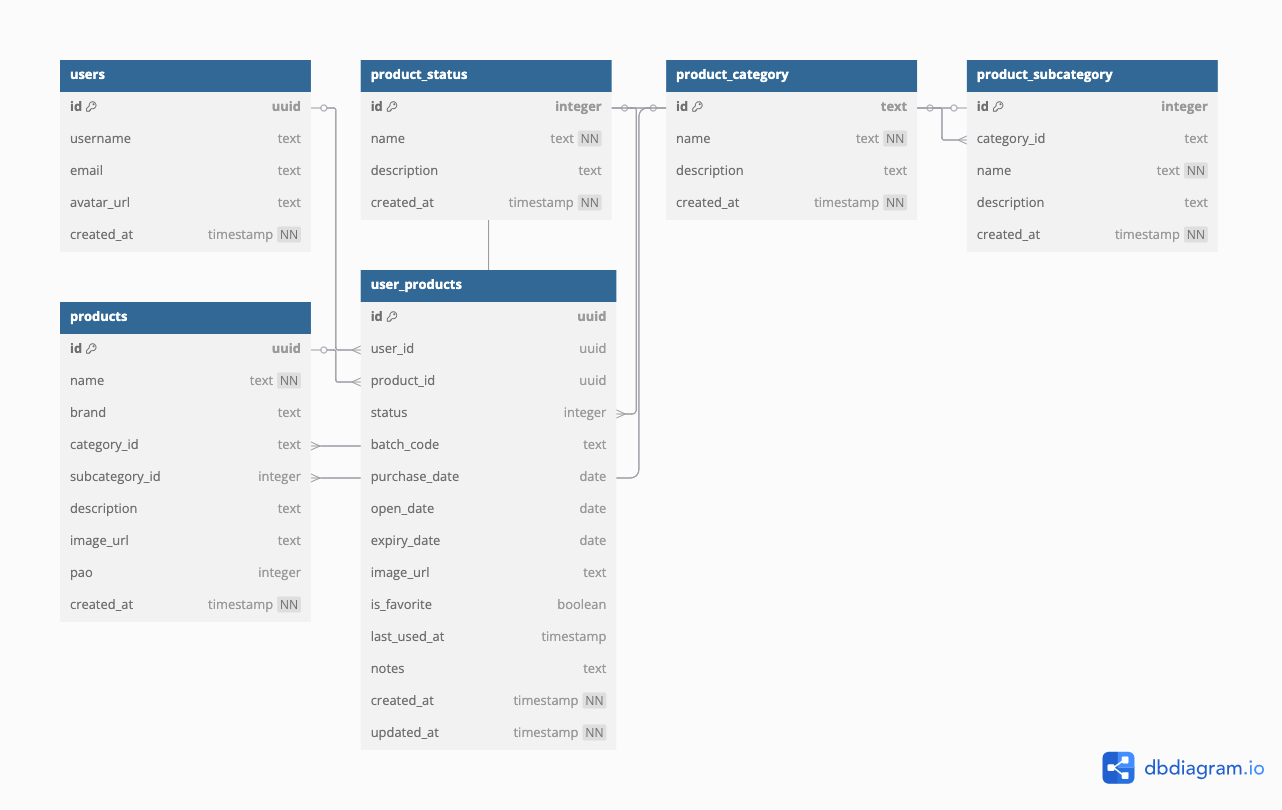 users
id uuid
username text
email text
avatar_url text
created_at timestamp NN
product_status
id integer
name text NN
description text
created_at timestamp NN
product_category
id text
name text NN
description text
created_at timestamp NN
product_subcategory
id integer
category_id text
name text NN
description text
created_at timestamp NN
products
id uuid
name text NN
brand text
category_id text
subcategory_id integer
description text
image_url text
pao integer
created_at timestamp NN
user_products
id uuid
user_id uuid
product_id uuid
status integer
batch_code text
purchase_date date
open_date date
expiry_date date
image_url text
is_favorite boolean
last_used_at timestamp
notes text
created_at timestamp NN
updated_at timestamp NN
dbdiagram.io